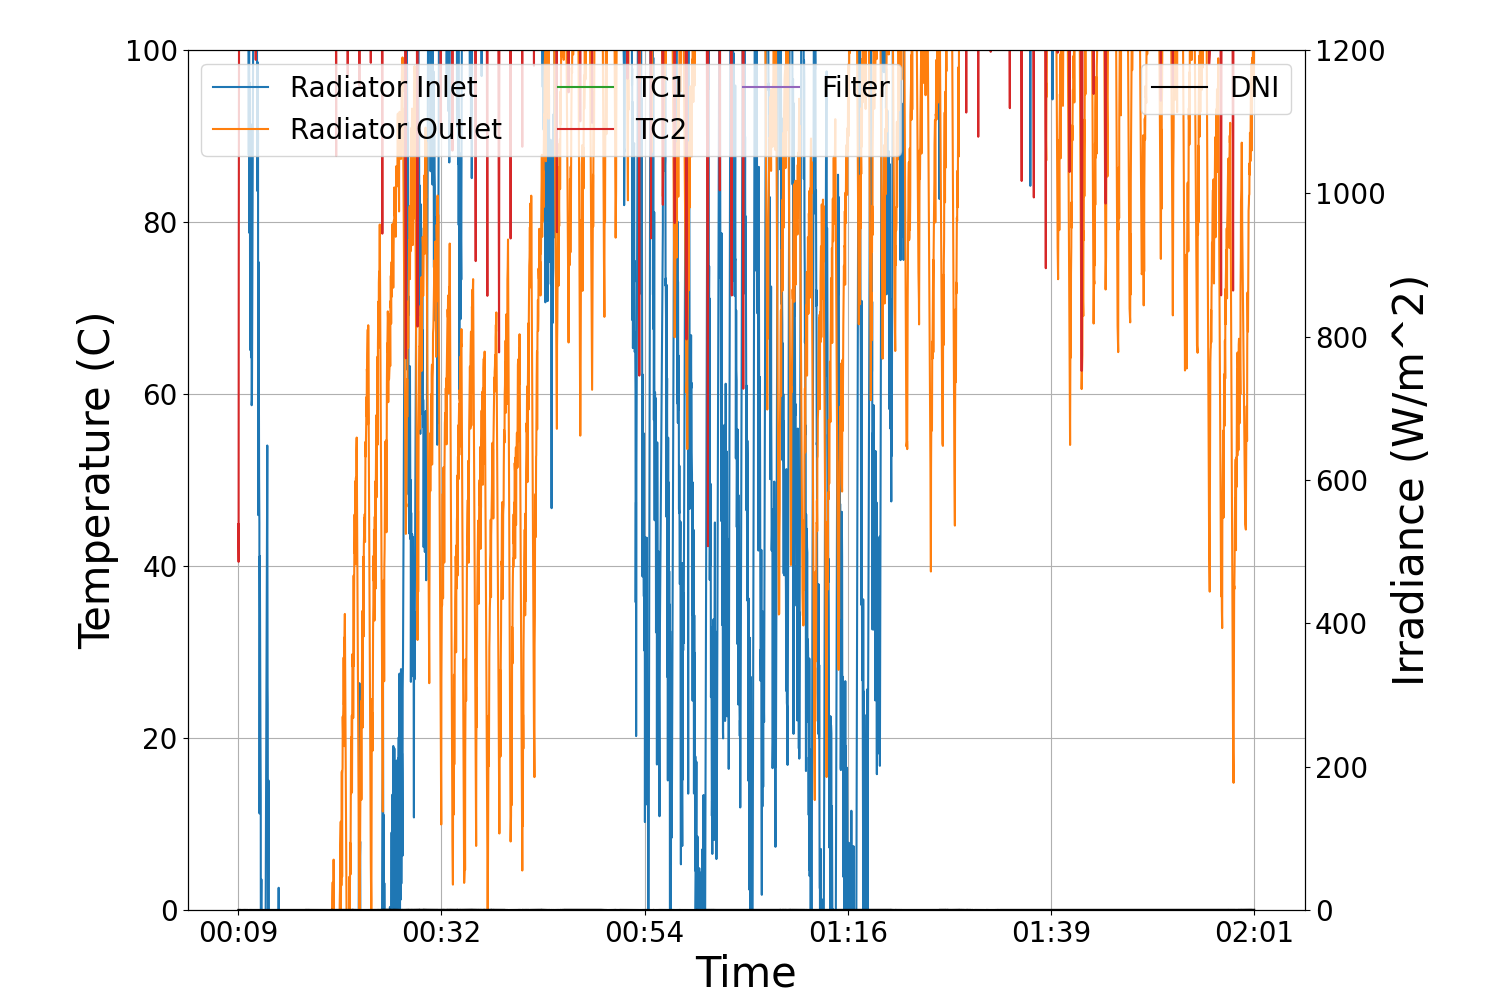 Radiator Inlet
Radiator Outlet
TC1
TC2
Filter
DNI
Temperature (C)
100
80
60
40
20
0
1200
1000
800
600
400
200
0
Irradiance (W/m^2)
00:09 00:32 00:54 01:16 01:39 02:01
Time